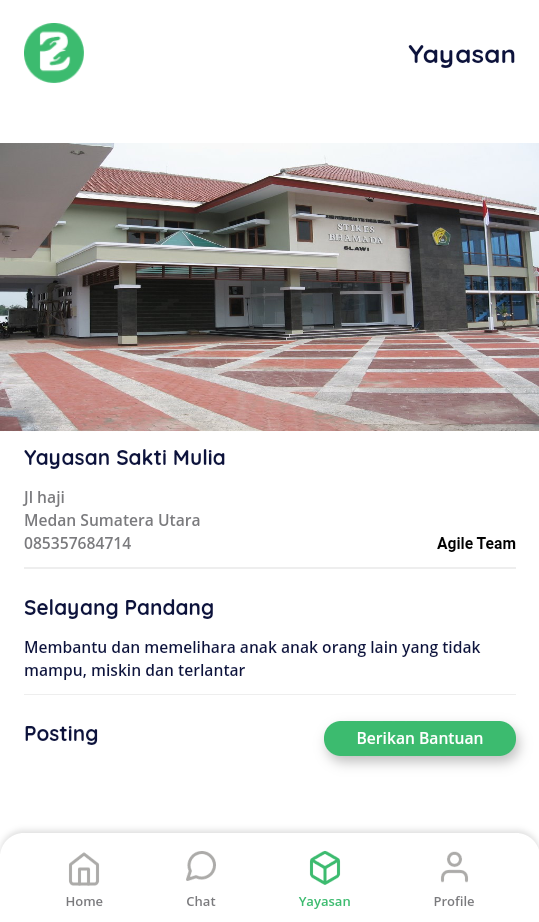 Yayasan
STIKES
BHAMADA
SLAWI
Yayasan Sakti Mulia
Jl haji
Medan Sumatera Utara
085357684714
Agile Team
Selayang Pandang
Membantu dan memelihara anak anak orang lain yang tidak
mampu, miskin dan terlantar
Posting
Berikan Bantuan
Home
Chat
Yayasan
Profile